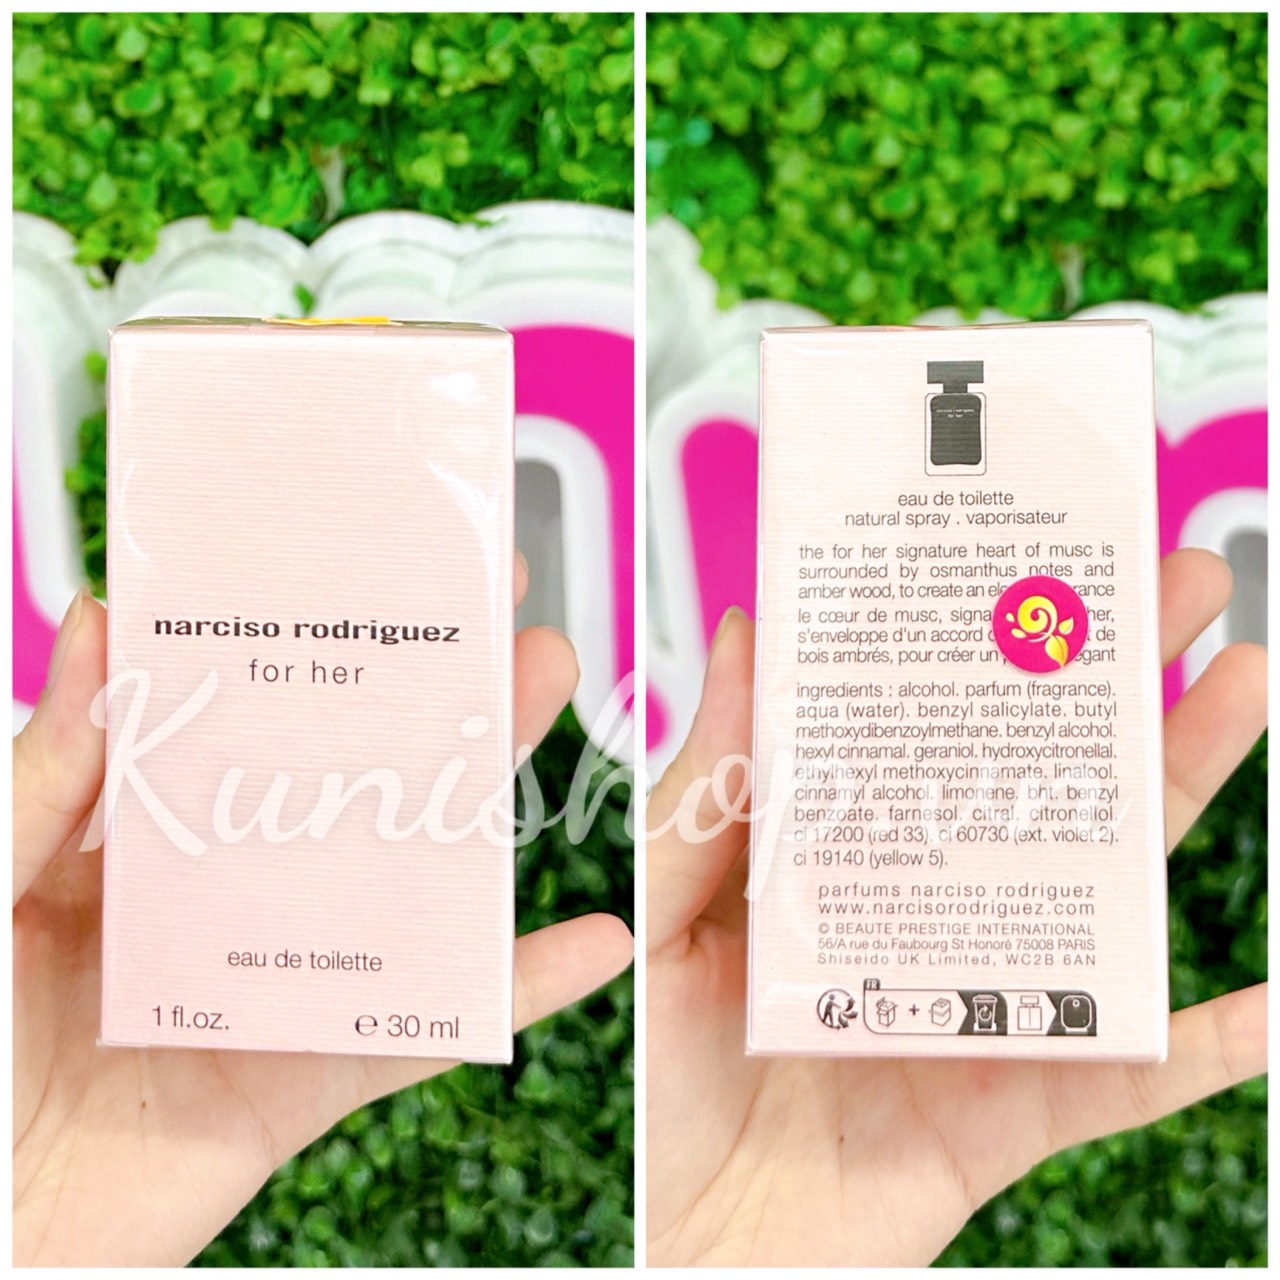 narciso rodriguez
for her
eau de toilette
1 fl.oz. e 30 ml
eau de toilette
natural spray . vaporisateur
the for her signature heart of musc is
surrounded by osmanthus notes and
amber wood, to create an
le cœur de musc, her,
s'enveloppe d'un accord de
bois ambrés, pour créer un
ingredients : alcohol. parfum (fragrance).
aqua (water). benzyl salicylate. butyl
methoxydibenzoylmethane. benzyl alcohol.
hexyl cinnamal. geraniol. hydroxycitronellal.
ethylhexyl methoxycinnamate. linalool.
cinnamyl alcohol. limonene. bht. benzyl
benzoate. farnesol. citral. citronellol.
ci 17200 (red 33). ci 60730 (ext. violet 2).
ci 19140 (yellow 5).
parfums narciso rodriguez
www.narcisorodriguez.com
© BEAUTE PRESTIGE INTERNATIONAL
56/A rue du Faubourg St Honoré 75008 PARIS
Shiseido UK Limited, WC2B 6AN
FR
Kunishop.vn